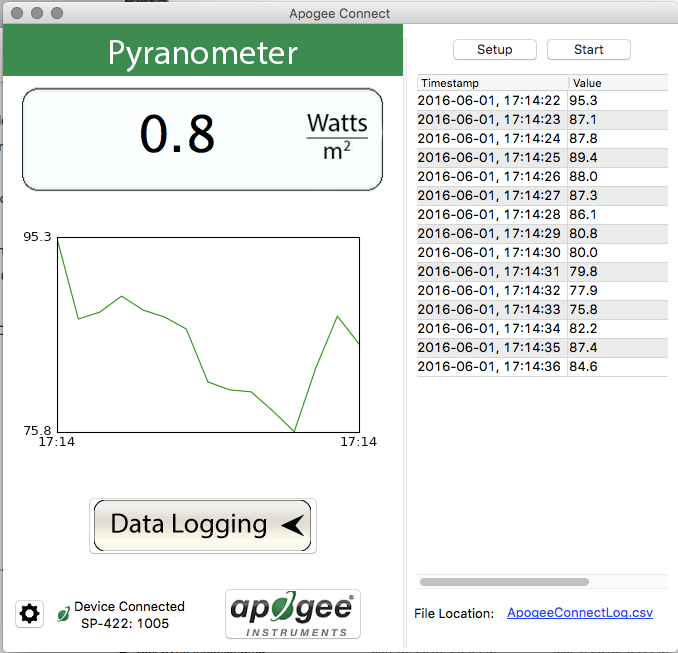 Apogee Connect
Pyranometer
0.8
Watts
m²
95.3
75.8
17:14 17:14
Data Logging
Device Connected
SP-422: 1005
apogee®
INSTRUMENTS
Setup Start
Timestamp Value
2016-06-01, 17:14:22 95.3
2016-06-01, 17:14:23 87.1
2016-06-01, 17:14:24 87.8
2016-06-01, 17:14:25 89.4
2016-06-01, 17:14:26 88.0
2016-06-01, 17:14:27 87.3
2016-06-01, 17:14:28 86.1
2016-06-01, 17:14:29 80.8
2016-06-01, 17:14:30 80.0
2016-06-01, 17:14:31 79.8
2016-06-01, 17:14:32 77.9
2016-06-01, 17:14:33 75.8
2016-06-01, 17:14:34 82.2
2016-06-01, 17:14:35 87.4
2016-06-01, 17:14:36 84.6
File Location: ApogeeConnectLog.csv